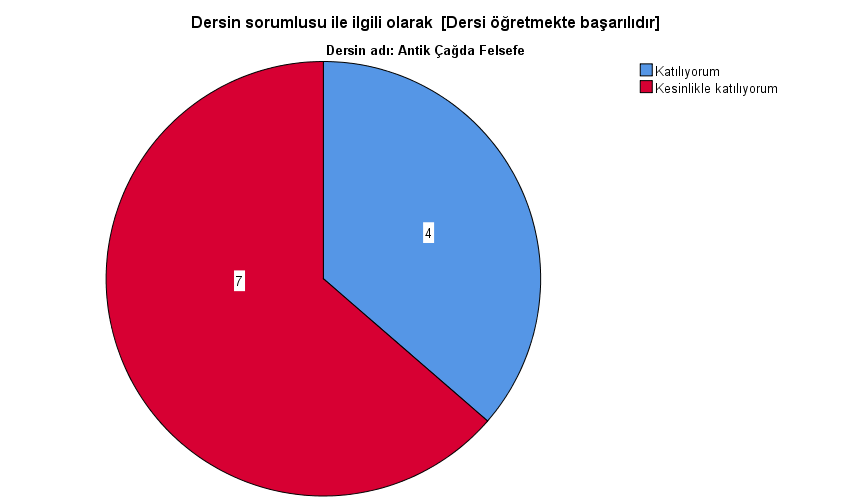 Dersin sorumlusu ile ilgili olarak [Dersi öğretmekte başarılıdır]
Dersin adı: Antik Çağda Felsefe
Katılıyorum
Kesinlikle katılıyorum
4
7